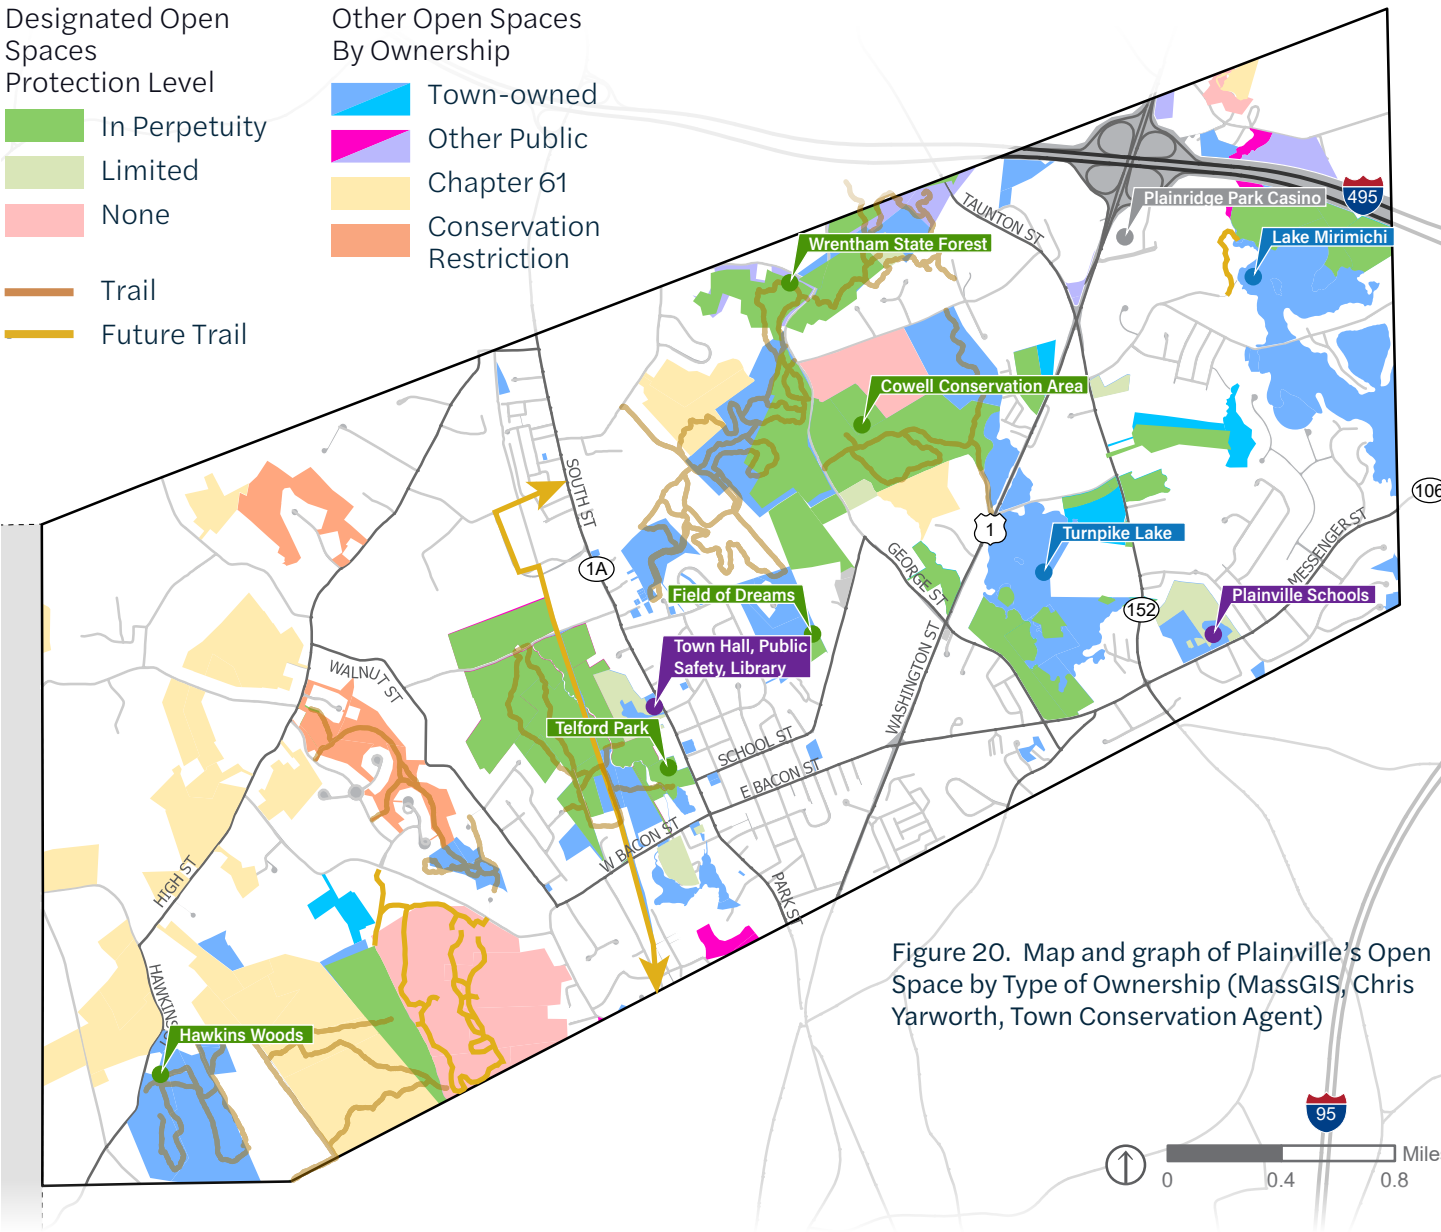 Designated Open
Spaces
Protection Level
In Perpetuity
Limited
None
Trail
Future Trail
Other Open Spaces
By Ownership
Town-owned
Other Public
Chapter 61
Conservation
Restriction
495
Plainridge Park Casino
TAUNTON ST
Lake Mirimichi
Wrentham State Forest
Cowell Conservation Area
SOUTH ST
106
1
1A
Turnpike Lake
MESSENGER ST
GEORGE ST
Field of Dreams
152
Plainville Schools
Town Hall, Public
Safety, Library
WALNUT ST
WASHINGTON ST
Telford Park
SCHOOL ST
E BACON ST
W BACON ST
HIGH ST
PARK ST
HAWKINS
Hawkins Woods
Figure 20. Map and graph of Plainville's Open
Space by Type of Ownership (MassGIS, Chris
Yarworth, Town Conservation Agent)
95
Mile
0 0.4 0.8